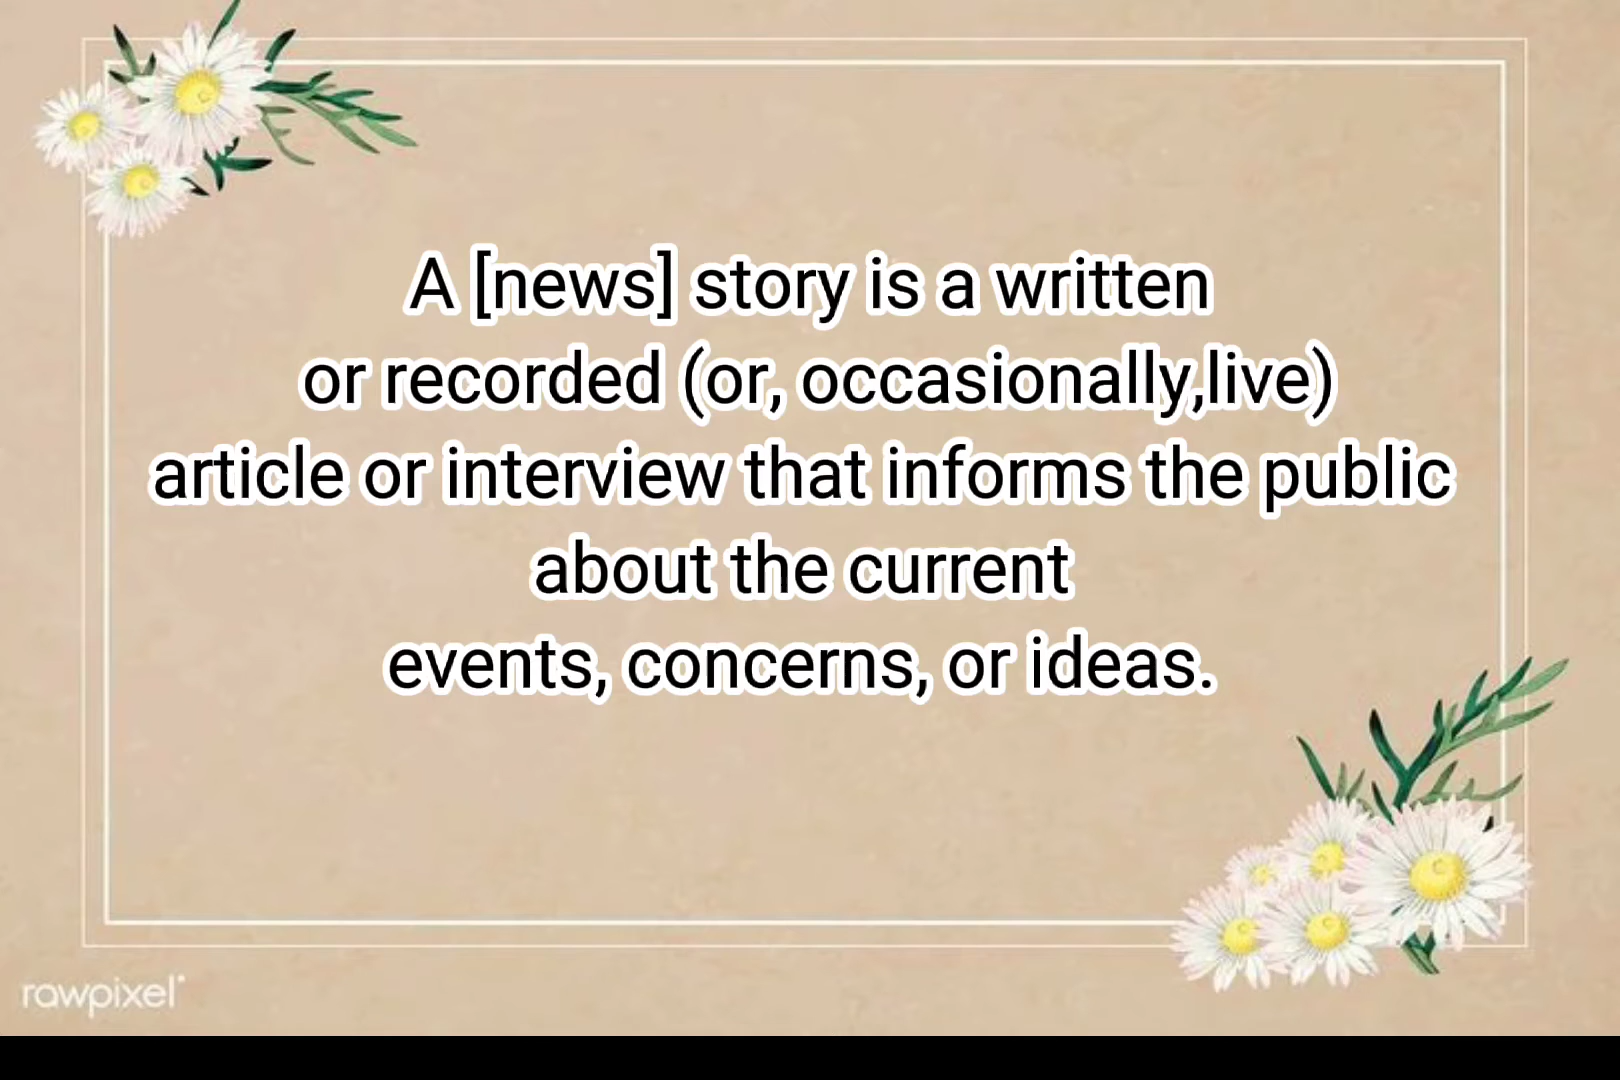 A [news] story is a written
or recorded (or, occasionally,live)
article or interview that informs the public
about the current
events, concerns, or ideas.
rawpixel